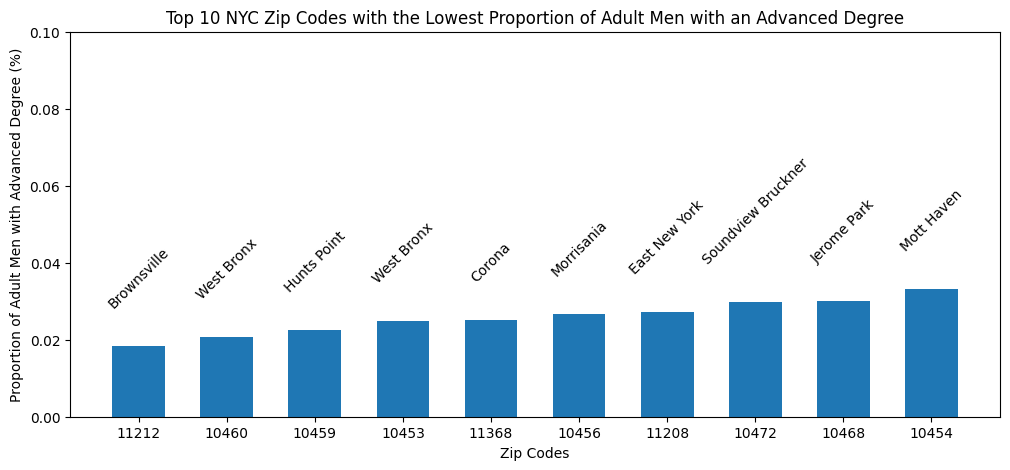 Top 10 NYC Zip Codes with the Lowest Proportion of Adult Men with an Advanced Degree
Proportion of Adult Men with Advanced Degree (%)
0.10
0.08
0.06
0.04
0.02
0.00
Brownsville
West Bronx
Hunts Point
West Bronx
Corona
Morrisania
East New York
Soundview Bruckner
Jerome Park
Mott Haven
11212
10460
10459
10453
11368
10456
11208
10472
10468
10454
Zip Codes